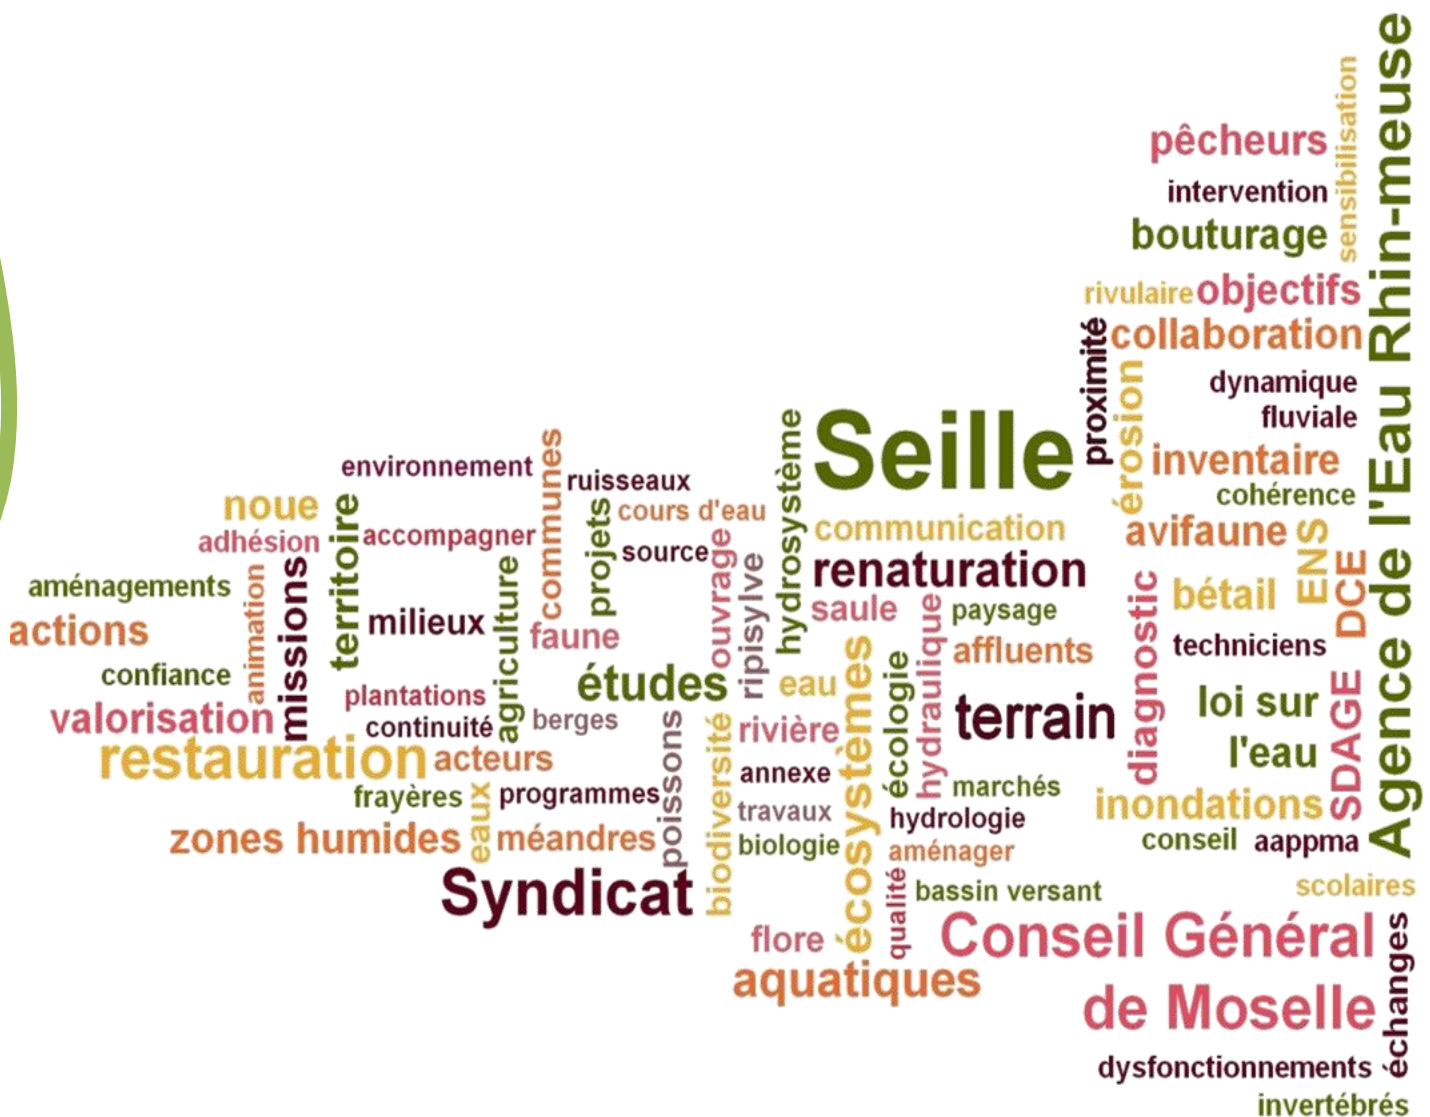 sensibilisation
Agence de l'Eau Rhin-meuse
pêcheurs
intervention
bouturage
rivulaire
objectifs
proximité
collaboration
érosion
dynamique
fluviale
inventaire
cohérence
Seille
hydrosystème
communication
avifaune
ENS
DCE
environnement
communes
ruisseaux
noue
territoire
projets
cours d'eau
adhésion
accompagner
source
ouvrage
ripisylve
renaturation
aménagements
animation
missions
agriculture
saule
hydraulique
paysage
diagnostic
bétail
actions
milieux
faune
affluents
techniciens
confiance
études
eau
écosystèmes
écologie
terrain
loi sur
l'eau
SDAGE
valorisation
plantations
continuité
berges
poissons
biodiversité
rivière
restauration
acteurs
annexe
marchés
frayères
eaux
programmes
travaux
hydrologie
inondations
zones humides
méandres
biologie
aménager
conseil
aappma
Syndicat
qualité
bassin versant
scolaires
flore
Conseil Général
de Moselle
échanges
aquatiques
dysfonctionnements
invertébrés